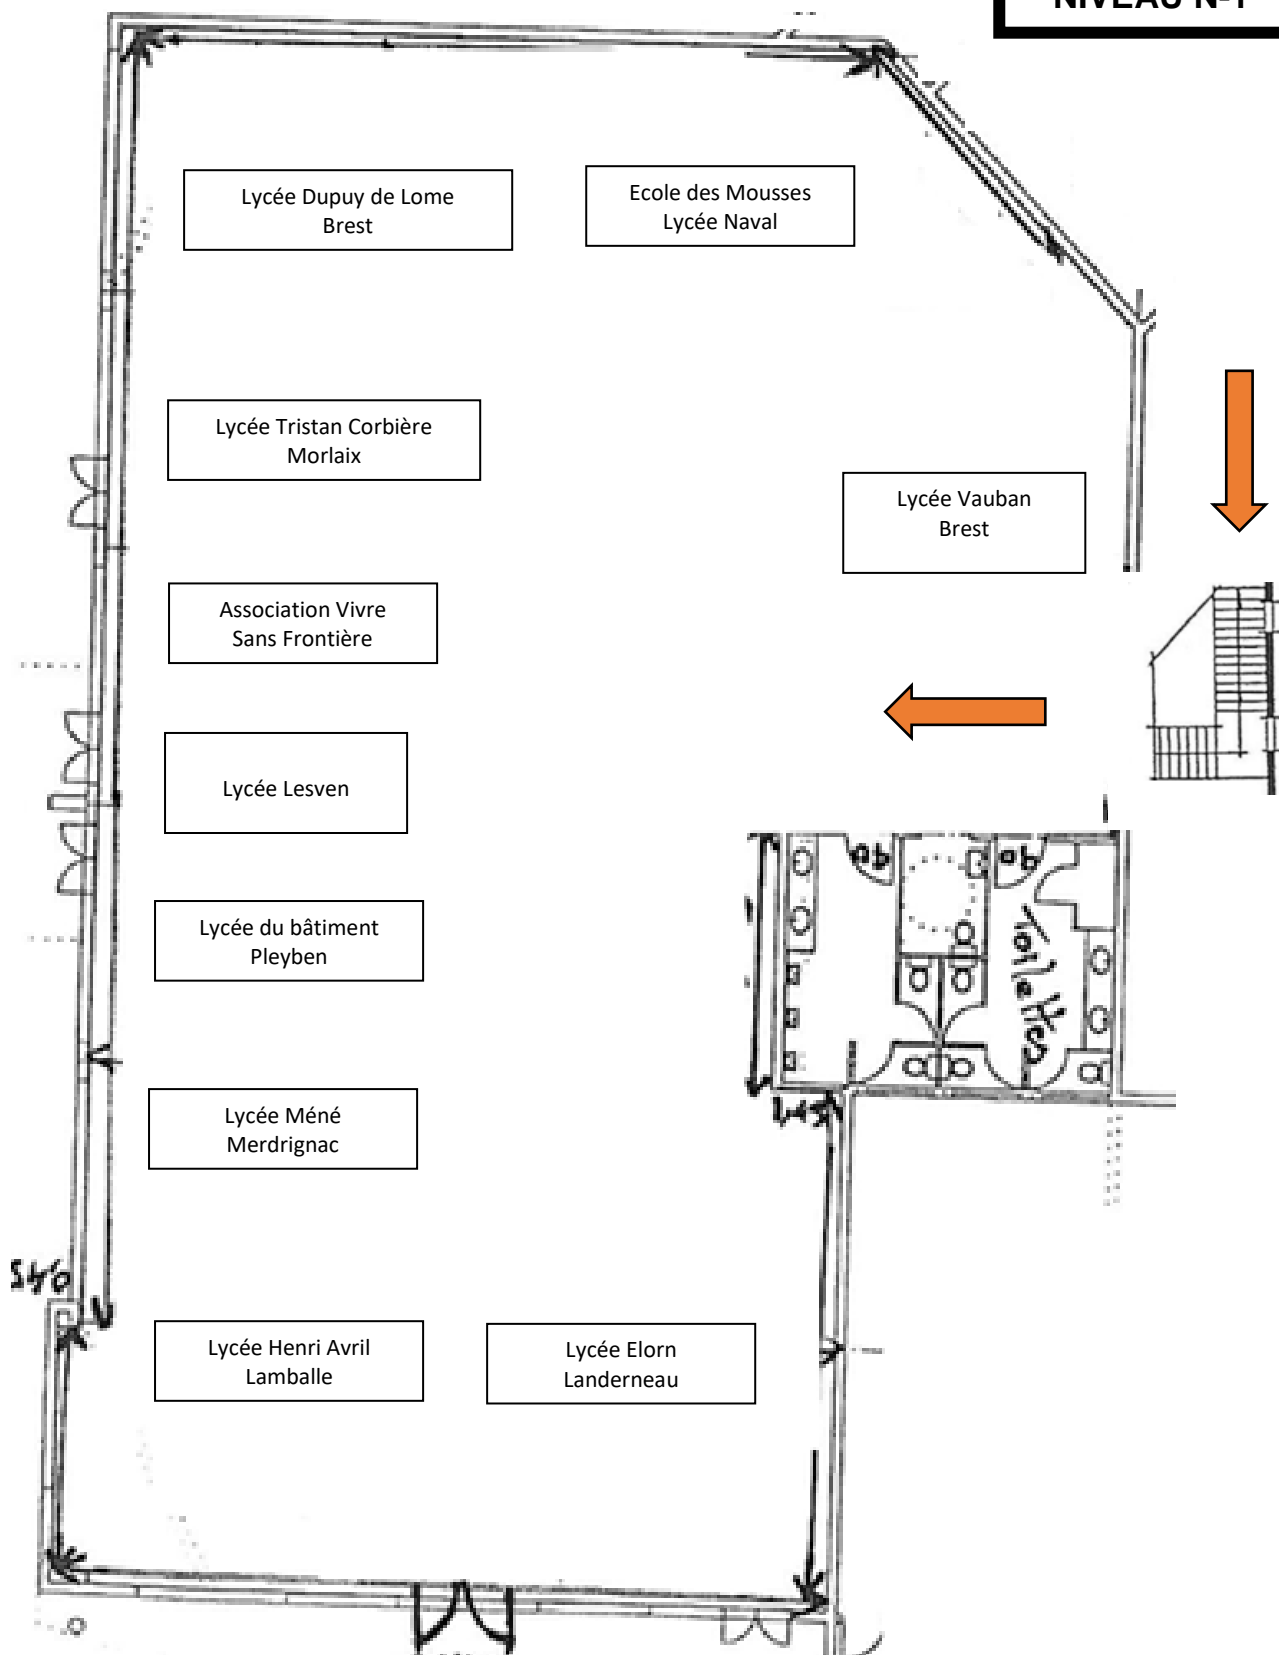 NIVEAU N-1
Lycée Dupuy de Lome
Brest
Ecole des Mousses
Lycée Naval
Lycée Tristan Corbière
Morlaix
Lycée Vauban
Brest
Association Vivre
Sans Frontière
Lycée Lesven
Lycée du bâtiment
Pleyben
Toilettes
Lycée Méné
Merdrignac
Lycée Henri Avril
Lamballe
Lycée Elorn
Landerneau